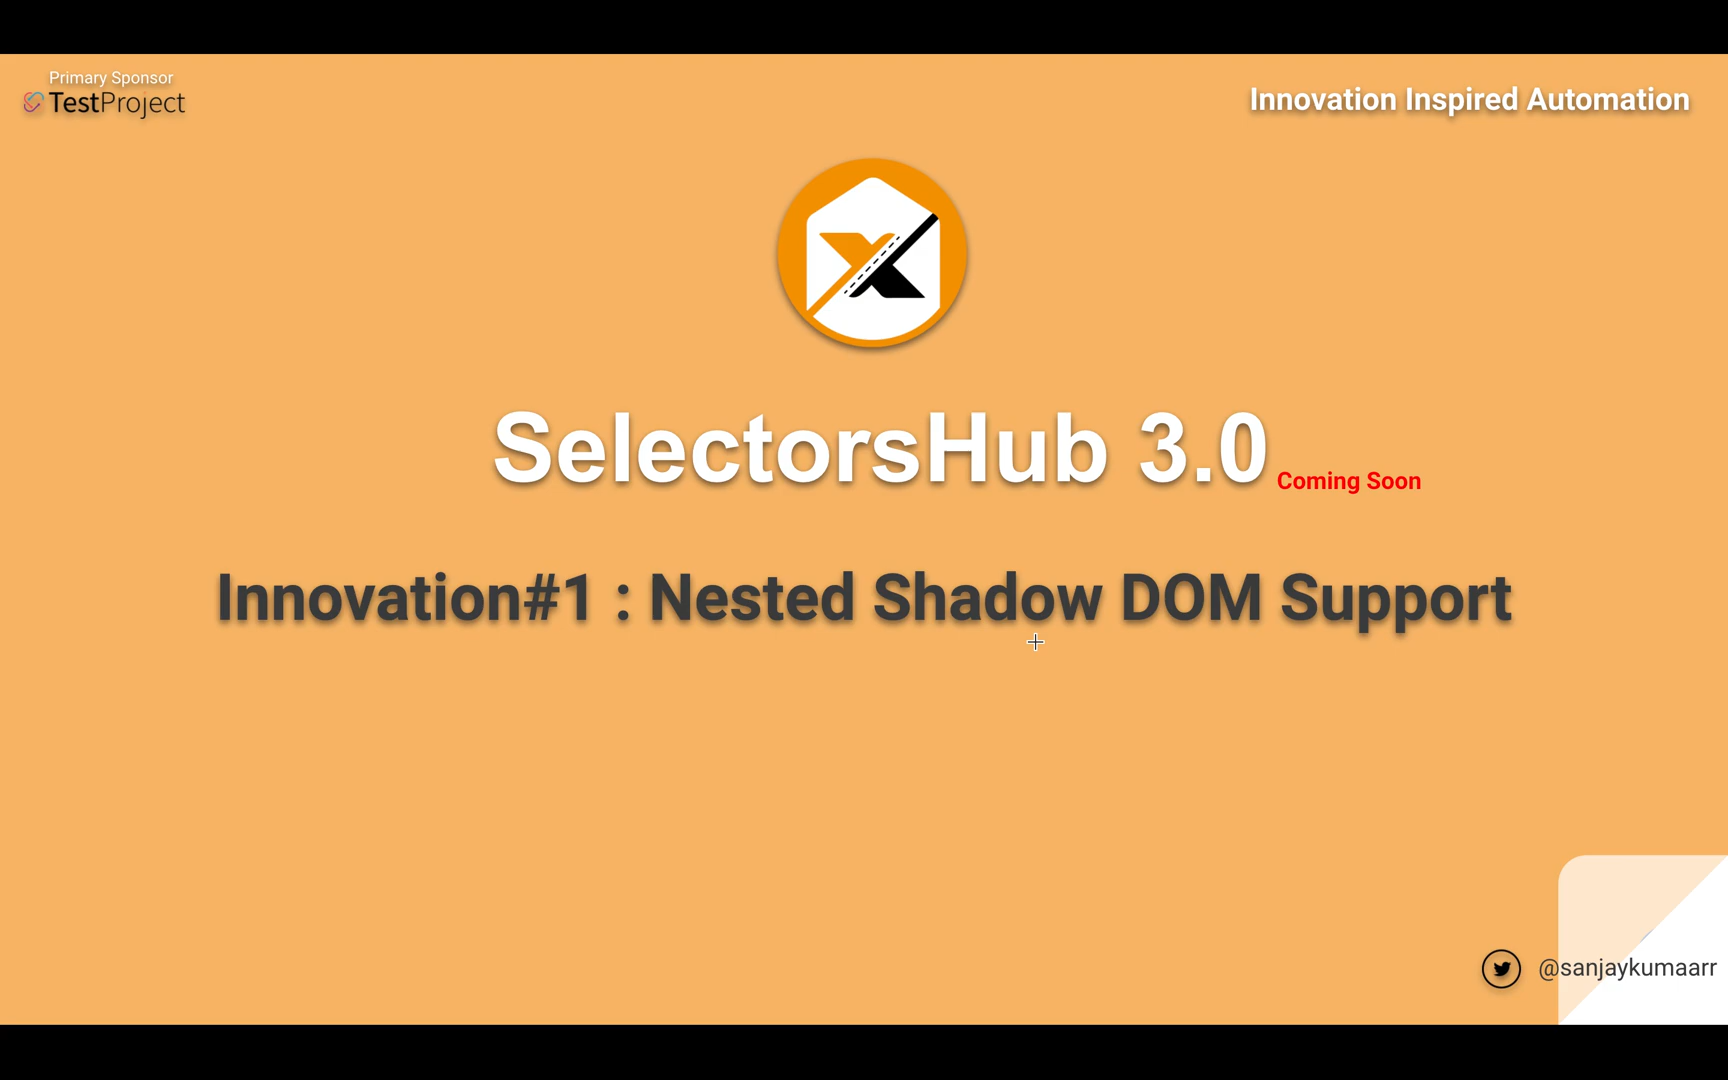 Primary Sponsor
TestProject
Innovation Inspired Automation
SelectorsHub 3.0
Coming Soon
Innovation#1 : Nested Shadow DOM Support
@sanjaykumaarr